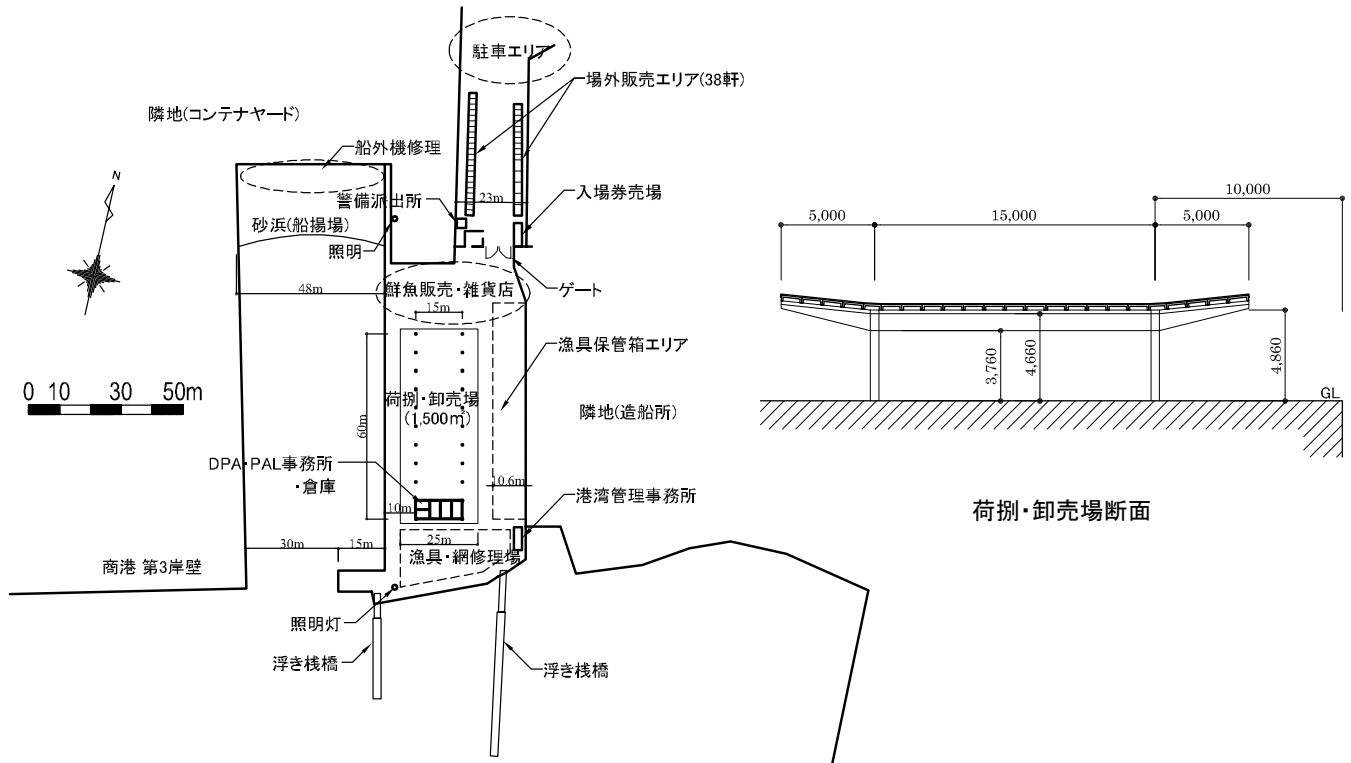 駐車エリア
場外販売エリア(38軒)
隣地(コンテナヤード)
船外機修理
N
警備派出所
23m
入場券売場
砂浜(船揚場)
照明
ゲート
48m
鮮魚販売・雑貨店
15m
漁具保管箱エリア
0 10 30 50m
荷捌・卸売場
(1,500㎡)
隣地(造船所)
60m
DPA・PAL事務所
・倉庫
10m
10.6m
港湾管理事務所
30m
15m
25m
漁具・網修理場
商港 第3岸壁
照明灯
浮き桟橋
浮き桟橋
10,000
5,000
15,000
5,000
3,760
4,660
4,860
GL
荷捌・卸売場断面